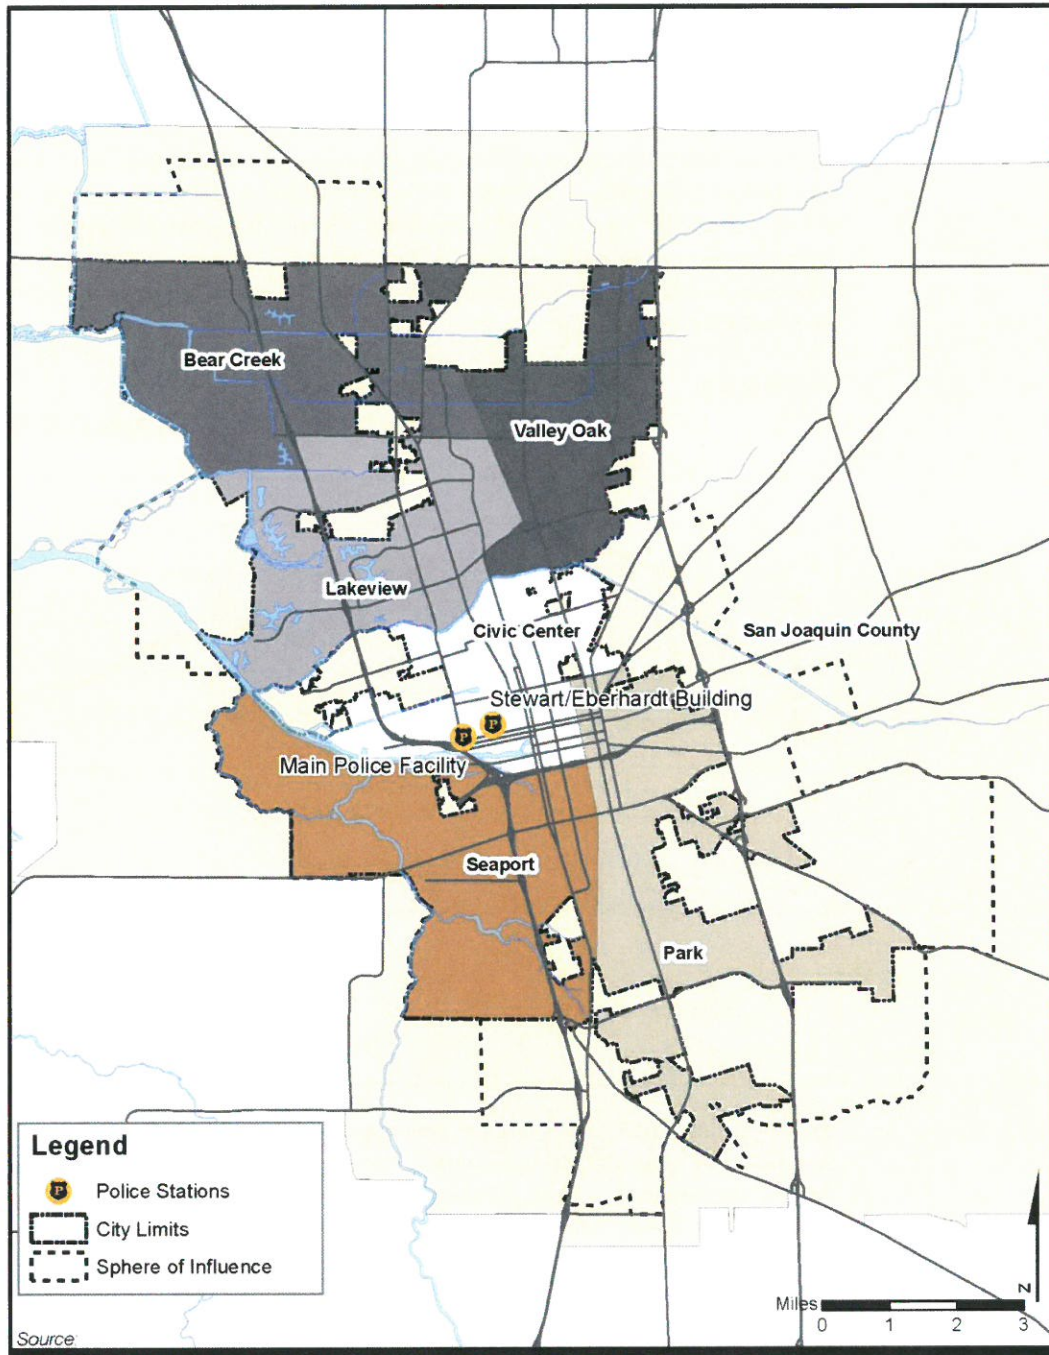 Bear Creek
Valley Oak
Lakeview
Civic Center
San Joaquin County
Stewart/Eberhardt Building
P
P
Main Police Facility
Seaport
Park
Legend
P
Police Stations
City Limits
Sphere of Influence
N
Miles
0 1 2 3
Source: